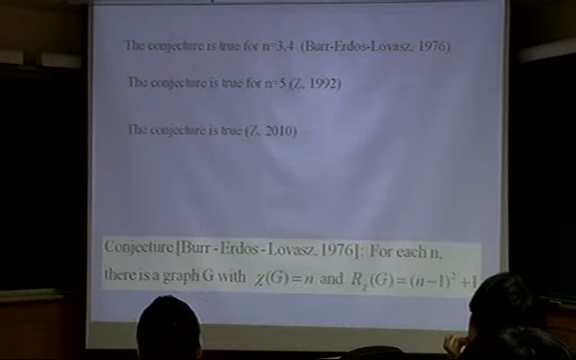 The conjecture is true for n=3,4 (Burr-Erdos-Lovasz, 1976)
The conjecture is true for n=5 (Z, 1992)
The conjecture is true (Z, 2010)
Conjecture [Burr - Erdos - Lovasz, 1976]: For each n,
there is a graph G with χ(G) = n and R_χ(G) = (n−1)² + 1